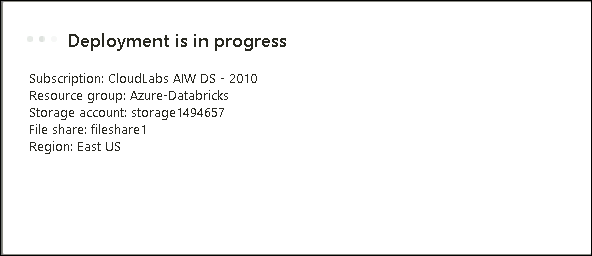 Deployment is in progress
Subscription: CloudLabs AIW DS - 2010
Resource group: Azure-Databricks
Storage account: storage1494657
File share: fileshare1
Region: East US